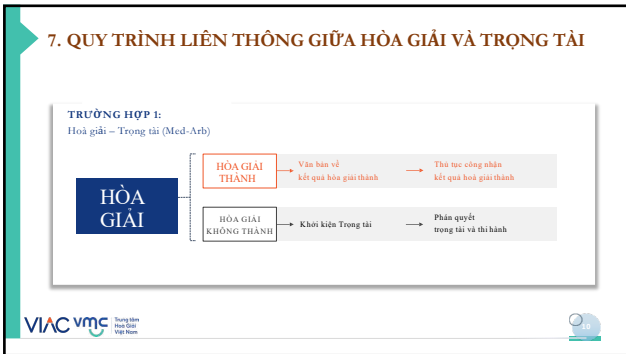 7. QUY TRÌNH LIÊN THÔNG GIỮA HÒA GIẢI VÀ TRỌNG TÀI
TRƯỜNG HỢP 1:
Hoà giải – Trọng tài (Med-Arb)
HÒA
GIẢI
HÒA GIẢI
THÀNH
Văn bản về
kết quả hòa giải thành
Thủ tục công nhận
kết quả hoà giải thành
HÒA GIẢI
KHÔNG THÀNH
Khởi kiện Trọng tài
Phán quyết
trọng tài và thi hành
VIAC vmc
Trung tâm
Hoà Giải
Việt Nam
10